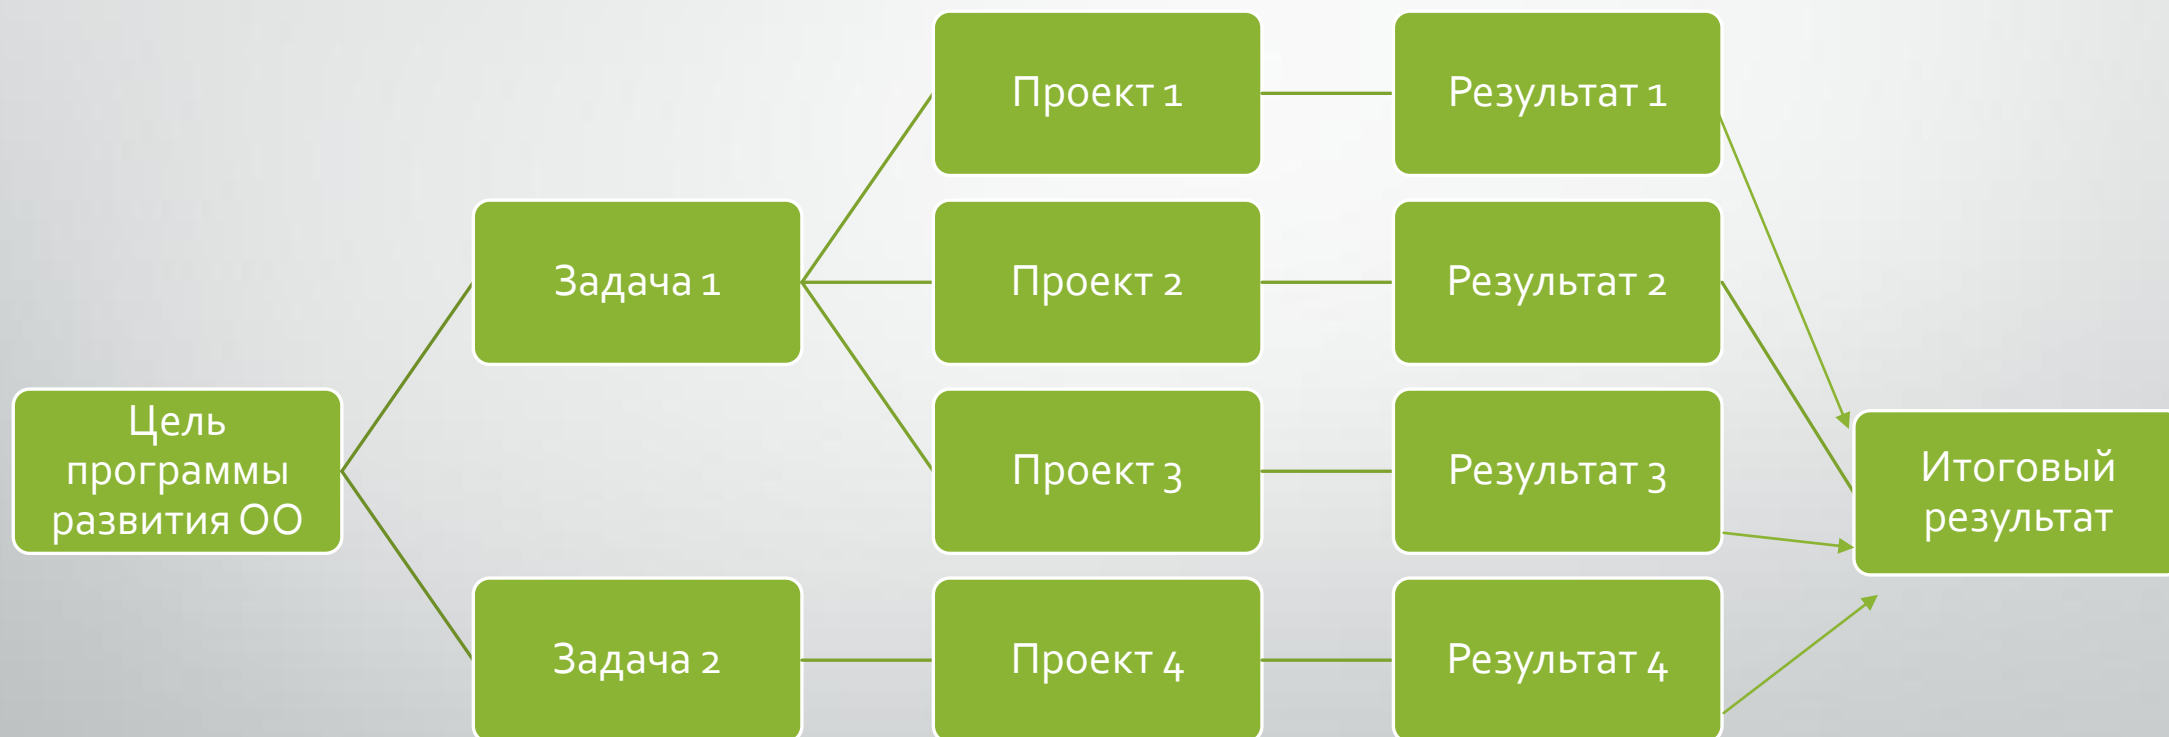 Проект 1
Результат 1
Задача 1
Проект 2
Результат 2
Цель
программы
развития ОО
Проект 3
Результат 3
Итоговый
результат
Задача 2
Проект 4
Результат 4